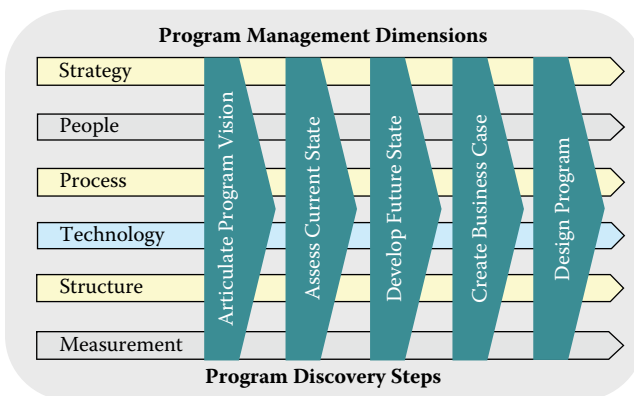 Program Management Dimensions
Strategy
People
Process
Technology
Structure
Measurement
Articulate Program Vision
Assess Current State
Develop Future State
Create Business Case
Design Program
Program Discovery Steps